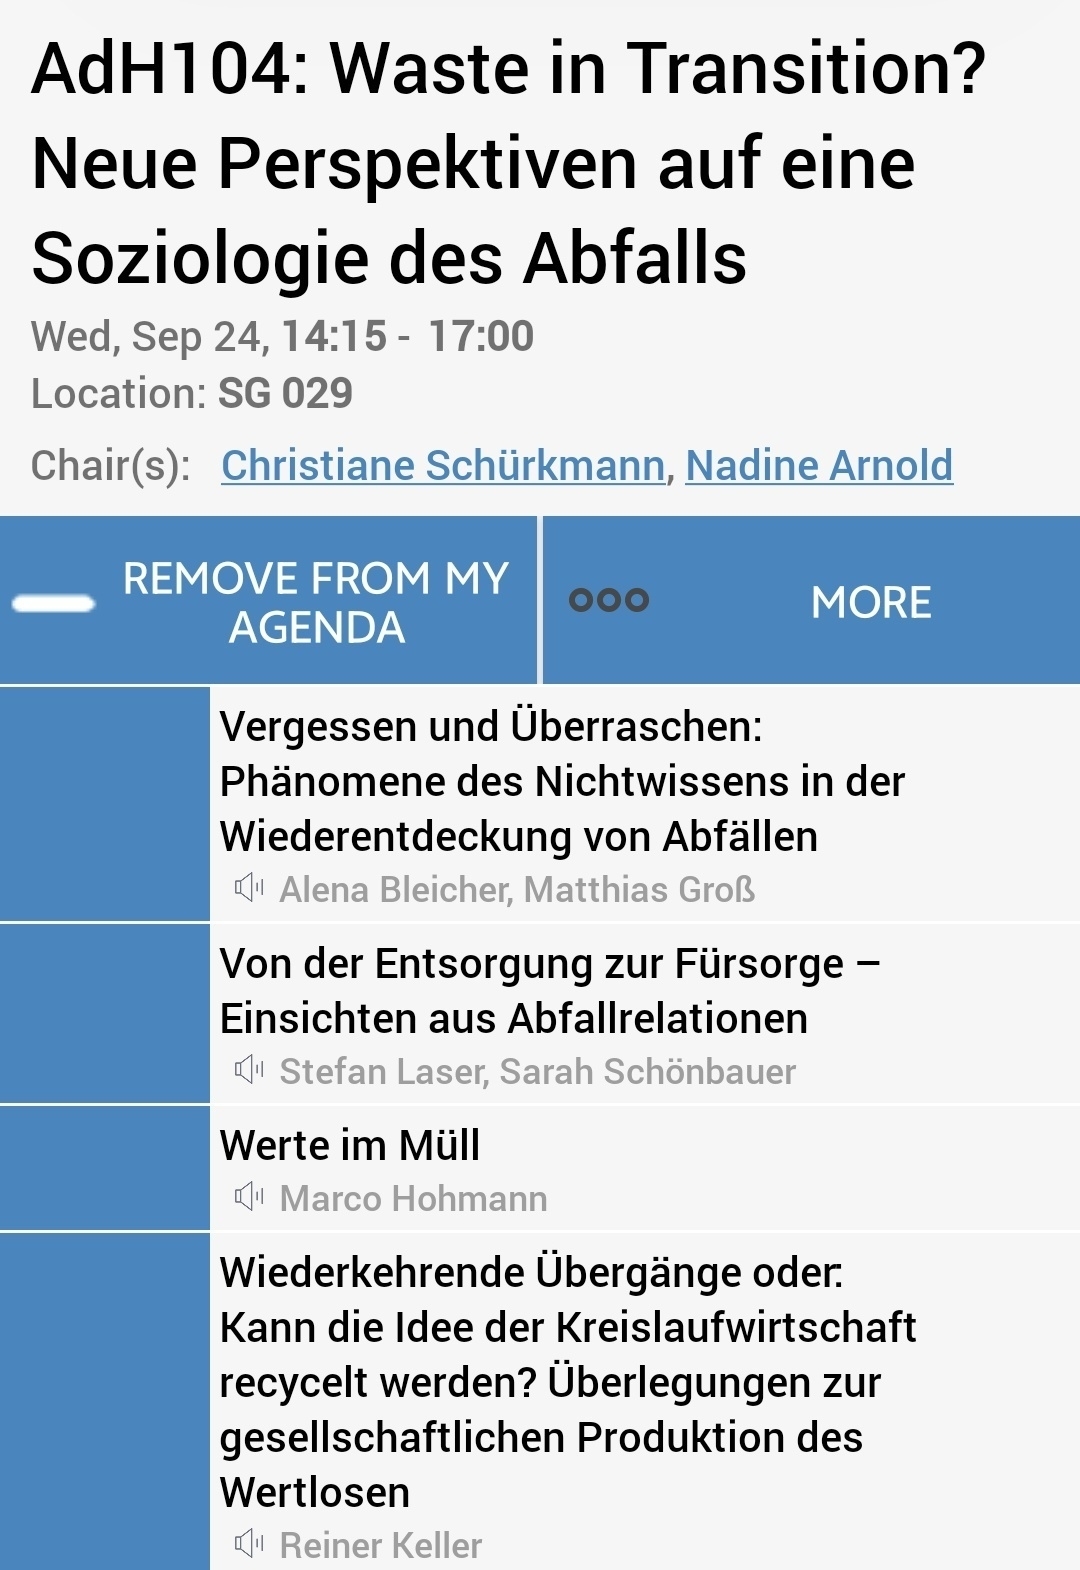 AdH104: Waste in Transition?
Neue Perspektiven auf eine
Soziologie des Abfalls
Wed, Sep 24, 14:15 - 17:00
Location: SG 029
Chair(s): Christiane Schürkmann, Nadine Arnold
REMOVE FROM MY
AGENDA
MORE
Vergessen und Überraschen:
Phänomene des Nichtwissens in der
Wiederentdeckung von Abfällen
Alena Bleicher, Matthias Groß
Von der Entsorgung zur Fürsorge –
Einsichten aus Abfallrelationen
Stefan Laser, Sarah Schönbauer
Werte im Müll
Marco Hohmann
Wiederkehrende Übergänge oder:
Kann die Idee der Kreislaufwirtschaft
recycelt werden? Überlegungen zur
gesellschaftlichen Produktion des
Wertlosen
Reiner Keller